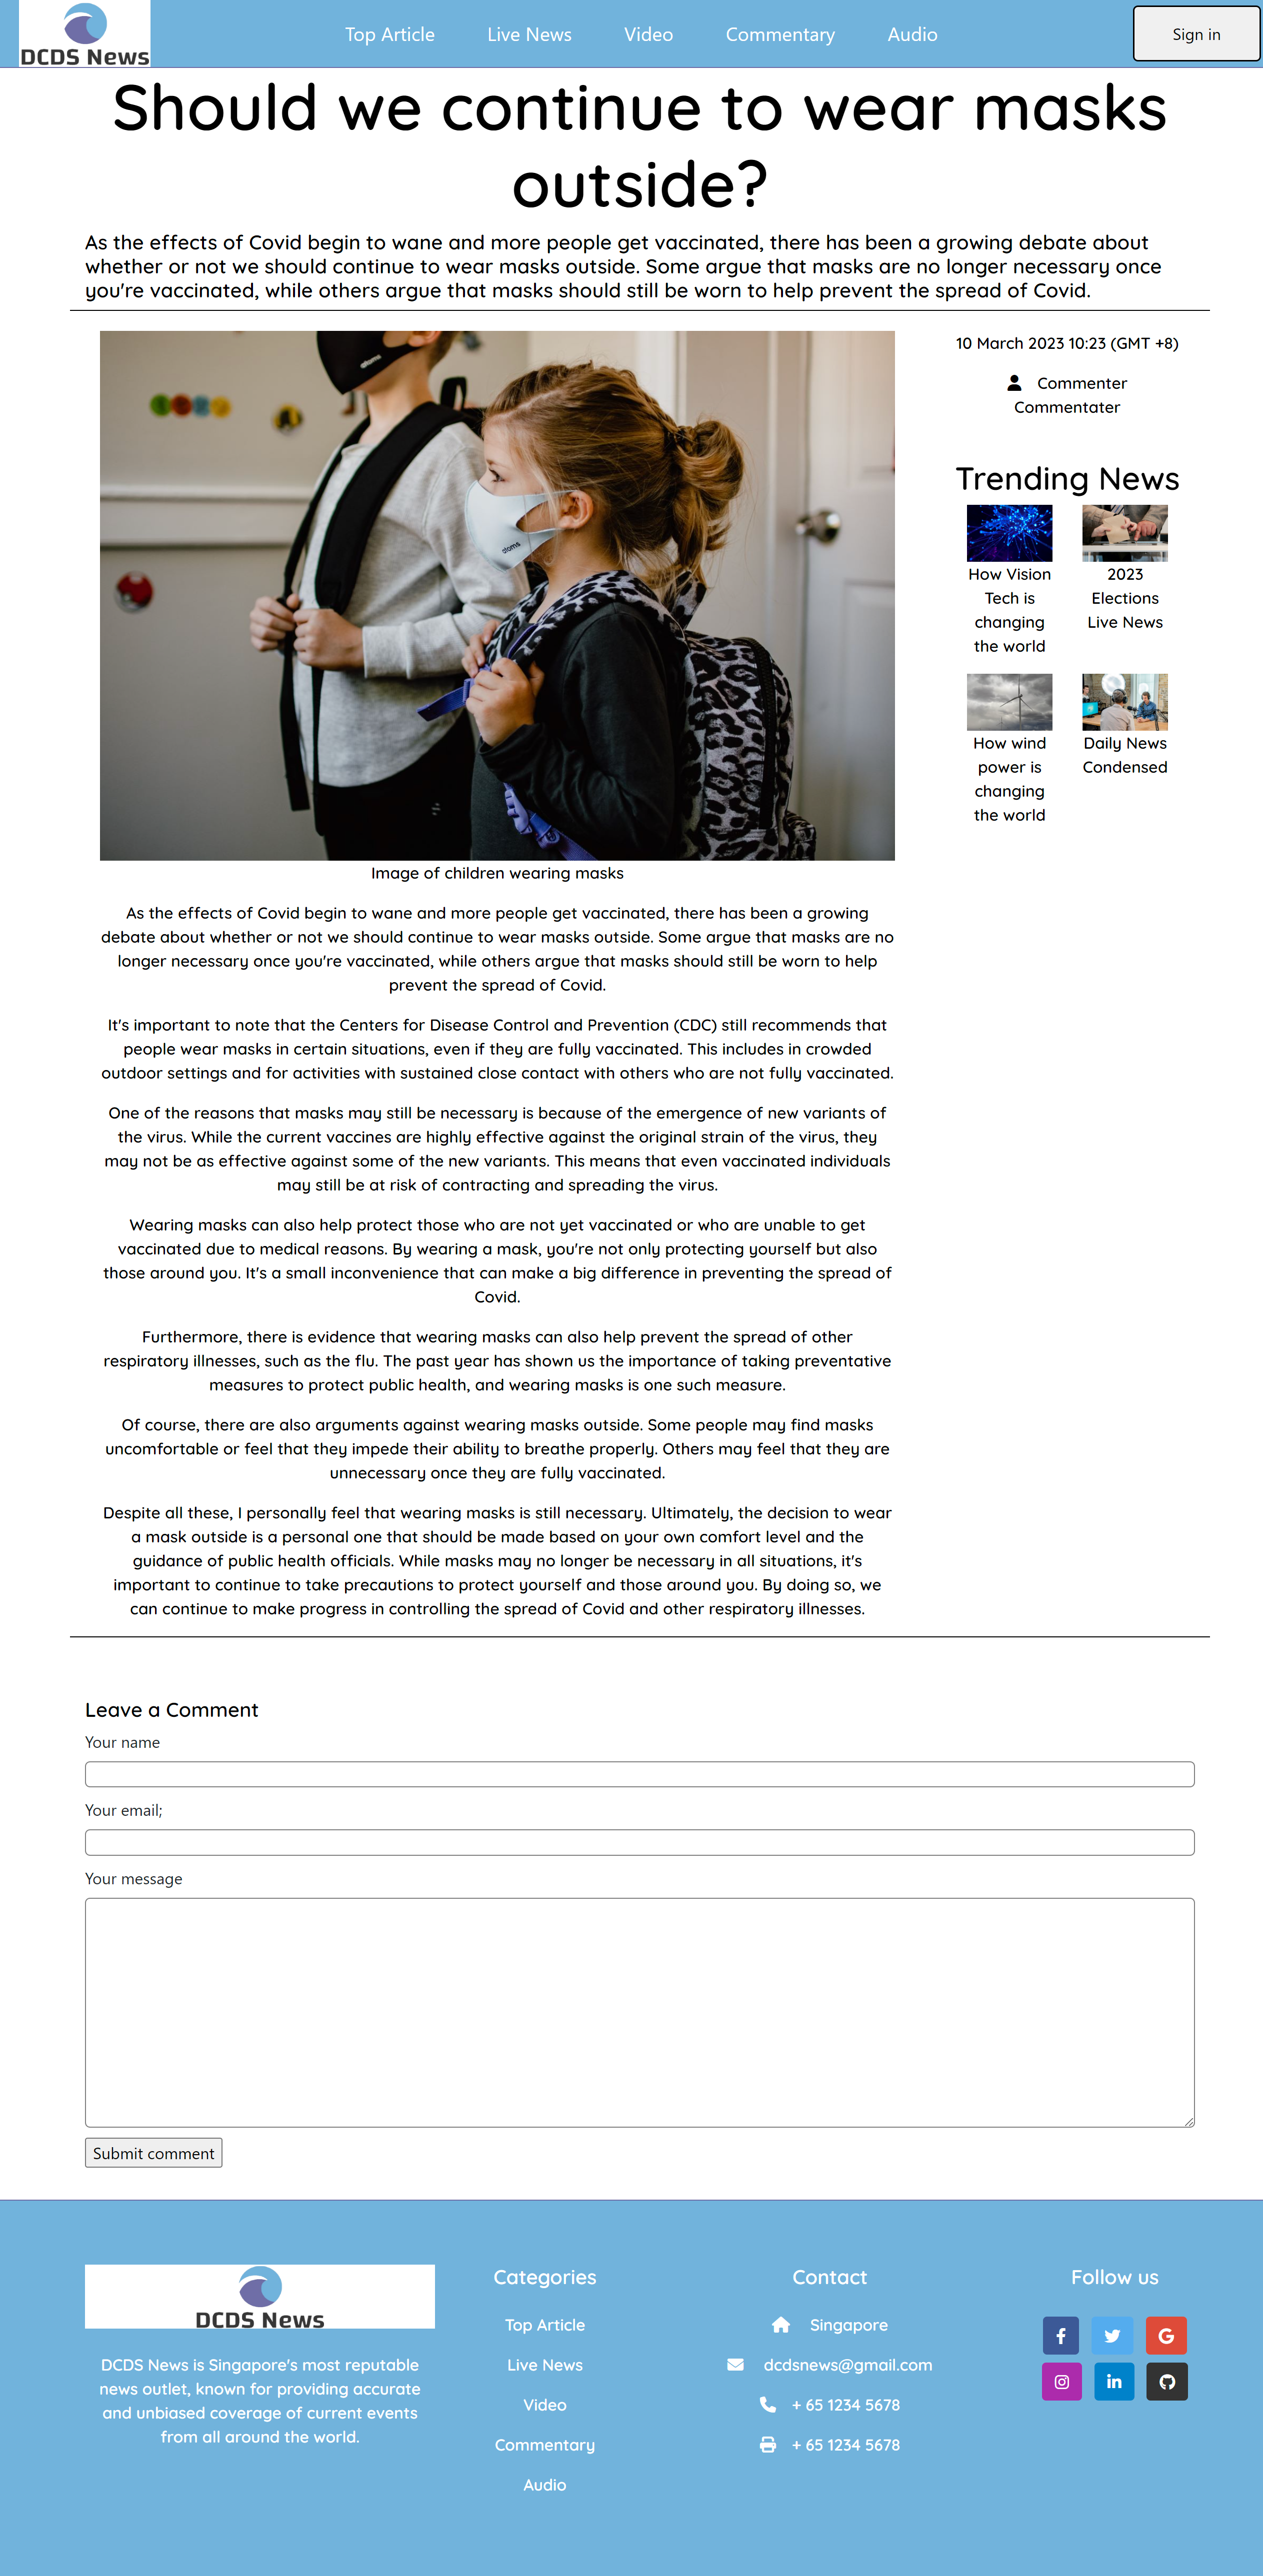 DCDS News
Top Article
Live News
Video
Commentary
Audio
Sign in
Should we continue to wear masks
outside?
As the effects of Covid begin to wane and more people get vaccinated, there has been a growing debate about
whether or not we should continue to wear masks outside. Some argue that masks are no longer necessary once
you're vaccinated, while others argue that masks should still be worn to help prevent the spread of Covid.
atoms
10 March 2023 10:23 (GMT +8)
Commenter
Commentater
Trending News
How Vision
Tech is
changing
the world
2023
Elections
Live News
How wind
power is
changing
the world
Daily News
Condensed
Image of children wearing masks
As the effects of Covid begin to wane and more people get vaccinated, there has been a growing
debate about whether or not we should continue to wear masks outside. Some argue that masks are no
longer necessary once you're vaccinated, while others argue that masks should still be worn to help
prevent the spread of Covid.
It's important to note that the Centers for Disease Control and Prevention (CDC) still recommends that
people wear masks in certain situations, even if they are fully vaccinated. This includes in crowded
outdoor settings and for activities with sustained close contact with others who are not fully vaccinated.
One of the reasons that masks may still be necessary is because of the emergence of new variants of
the virus. While the current vaccines are highly effective against the original strain of the virus, they
may not be as effective against some of the new variants. This means that even vaccinated individuals
may still be at risk of contracting and spreading the virus.
Wearing masks can also help protect those who are not yet vaccinated or who are unable to get
vaccinated due to medical reasons. By wearing a mask, you're not only protecting yourself but also
those around you. It's a small inconvenience that can make a big difference in preventing the spread of
Covid.
Furthermore, there is evidence that wearing masks can also help prevent the spread of other
respiratory illnesses, such as the flu. The past year has shown us the importance of taking preventative
measures to protect public health, and wearing masks is one such measure.
Of course, there are also arguments against wearing masks outside. Some people may find masks
uncomfortable or feel that they impede their ability to breathe properly. Others may feel that they are
unnecessary once they are fully vaccinated.
Despite all these, I personally feel that wearing masks is still necessary. Ultimately, the decision to wear
a mask outside is a personal one that should be made based on your own comfort level and the
guidance of public health officials. While masks may no longer be necessary in all situations, it's
important to continue to take precautions to protect yourself and those around you. By doing so, we
can continue to make progress in controlling the spread of Covid and other respiratory illnesses.
Leave a Comment
Your name
Your email;
Your message
Submit comment
DCDS News
DCDS News is Singapore's most reputable
news outlet, known for providing accurate
and unbiased coverage of current events
from all around the world.
Categories
Top Article
Live News
Video
Commentary
Audio
Contact
Singapore
dcdsnews@gmail.com
+ 65 1234 5678
+ 65 1234 5678
Follow us